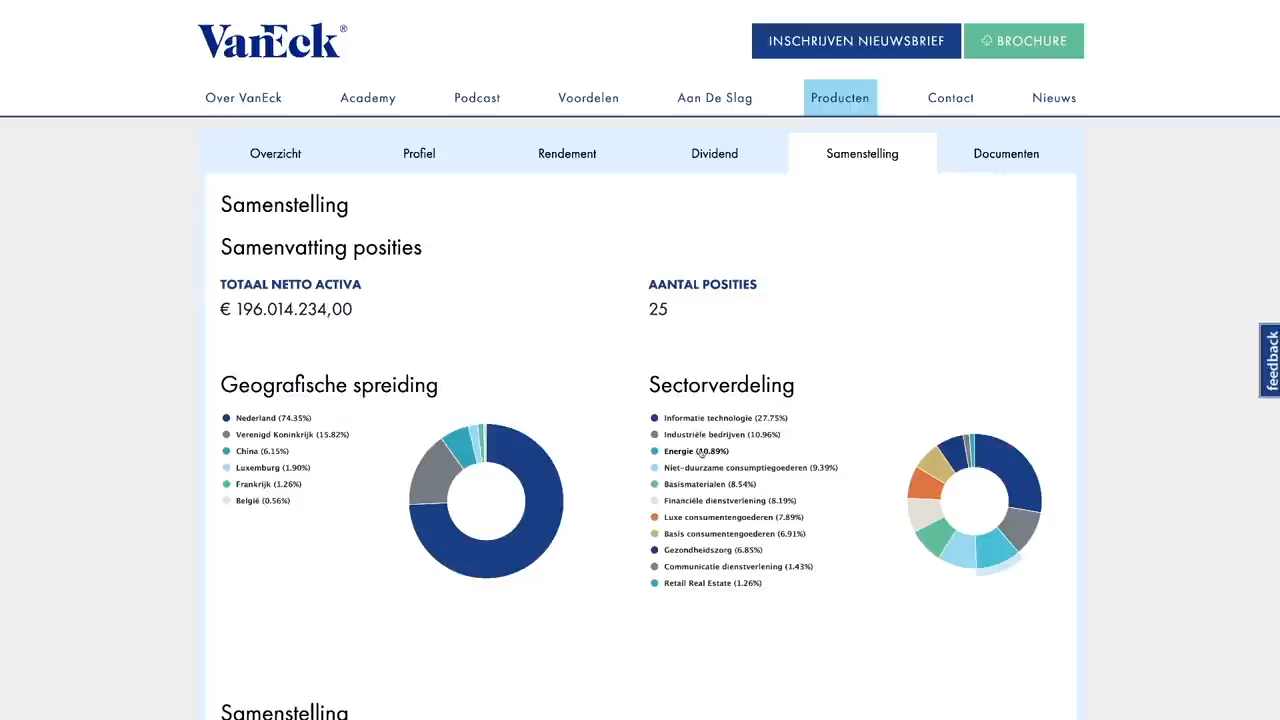 VanEck®
INSCHRIJVEN NIEUWSBRIEF
BROCHURE
Over VanEck
Academy
Podcast
Voordelen
Aan De Slag
Producten
Contact
Nieuws
Overzicht
Profiel
Rendement
Dividend
Samenstelling
Documenten
Samenstelling
Samenvatting posities
TOTAAL NETTO ACTIVA
€ 196.014.234,00
AANTAL POSITIES
25
feedback
Geografische spreiding
Nederland (74.35%)
Verenigd Koninkrijk (15.82%)
China (6.15%)
Luxemburg (1.90%)
Frankrijk (1.26%)
België (0.56%)
Sectorverdeling
Informatie technologie (27.75%)
Industriële bedrijven (10.96%)
Energie (10.89%)
Niet-duurzame consumptiegoederen (9.39%)
Basismaterialen (8.54%)
Financiële dienstverlening (8.19%)
Luxe consumentengoederen (7.89%)
Basis consumentengoederen (6.91%)
Gezondheidszorg (6.85%)
Communicatie dienstverlening (1.43%)
Retail Real Estate (1.26%)
Samenstelling